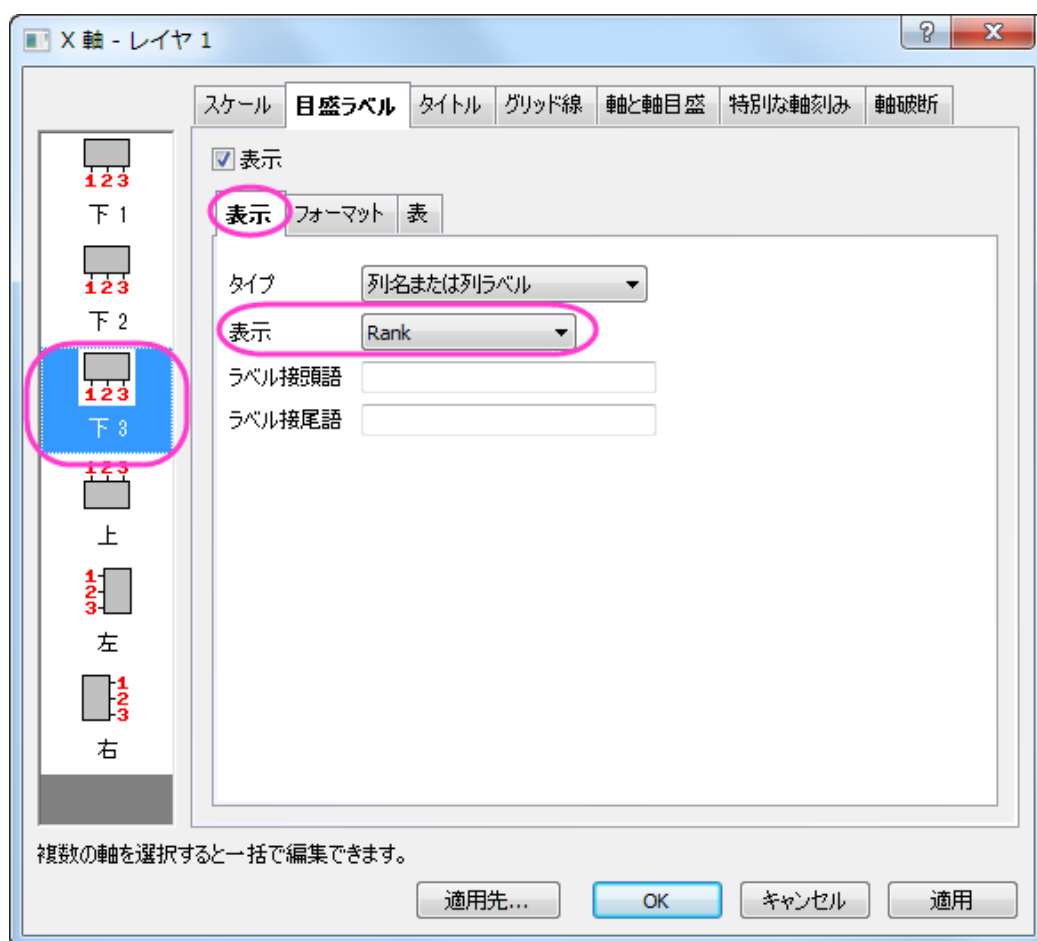 X 軸 - レイヤ 1
スケール 目盛ラベル タイトル グリッド線 軸と軸目盛 特別な軸刻み 軸破断
123
下 1
123
下 2
123
下 3
123
上
1
2
3
左
1
2
3
右
表示
表示 フォーマット 表
タイプ 列名または列ラベル
表示 Rank
ラベル接頭語
ラベル接尾語
複数の軸を選択すると一括で編集できます。
適用先... OK キャンセル 適用